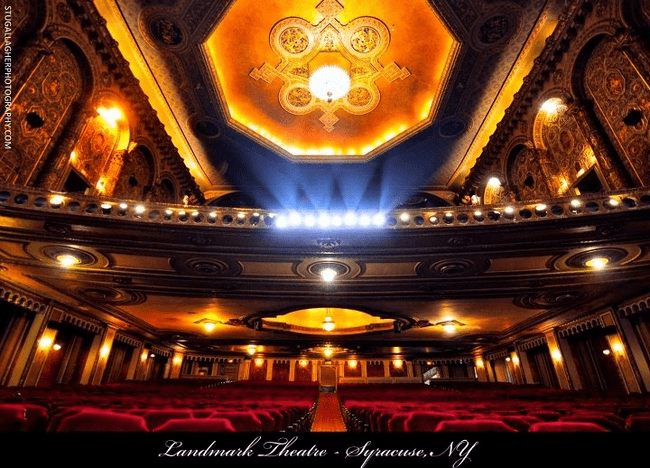 STUGALLAGHERPHOTOGRAPHY.COM
Landmark Theatre - Syracuse, NY